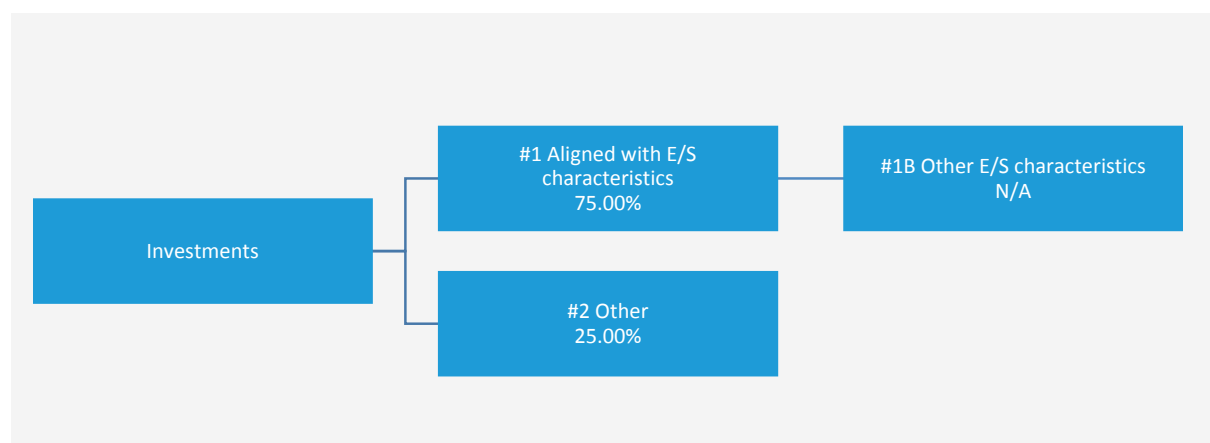 Investments
#1 Aligned with E/S
characteristics
75.00%
#1B Other E/S characteristics
N/A
#2 Other
25.00%